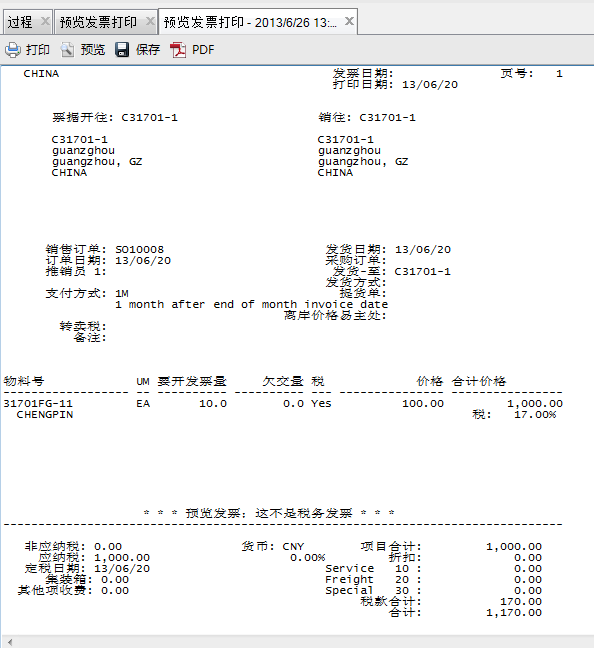 过程 预览发票打印 预览发票打印 - 2013/6/26 13:...
打印 预览 保存 PDF
CHINA 发票日期: 页号: 1
打印日期: 13/06/20
票据开往: C31701-1 销往: C31701-1
C31701-1 C31701-1
guanzghou guanzghou
guangzhou, GZ guangzhou, GZ
CHINA CHINA
销售订单: SO10008 发货日期: 13/06/20
订单日期: 13/06/20 采购订单:
推销员 1: 发货-至: C31701-1
发货方式:
支付方式: 1M 提货单:
1 month after end of month invoice date
离岸价格易主处:
转卖税:
备注:
物料号 UM 要开发票量 欠交量 税 价格 合计价格
31701FG-11 EA 10.0 0.0 Yes 100.00 1,000.00
CHENGPIN 税: 17.00%
* * * 预览发票; 这不是税务发票 * * *
非应纳税: 0.00 货币: CNY 项目合计: 1,000.00
应纳税: 1,000.00 0.00% 折扣: 0.00
定税日期: 13/06/20 Service 10 : 0.00
集装箱: 0.00 Freight 20 : 0.00
其他项收费: 0.00 Special 30 : 0.00
税款合计: 170.00
合计: 1,170.00